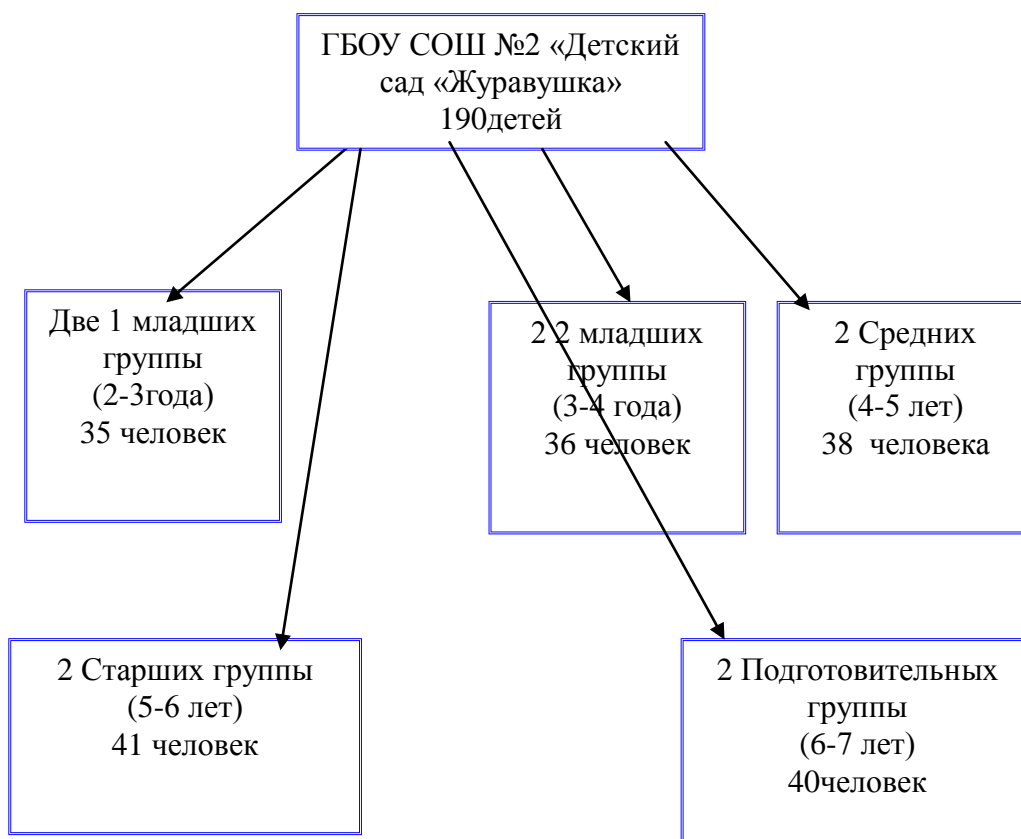 ГБОУ СОШ №2 «Детский
сад «Журавушка»
190детей
Две 1 младших
группы
(2-3года)
35 человек
2 2 младших
группы
(3-4 года)
36 человек
2 Средних
группы
(4-5 лет)
38 человека
2 Старших группы
(5-6 лет)
41 человек
2 Подготовительных
группы
(6-7 лет)
40человек